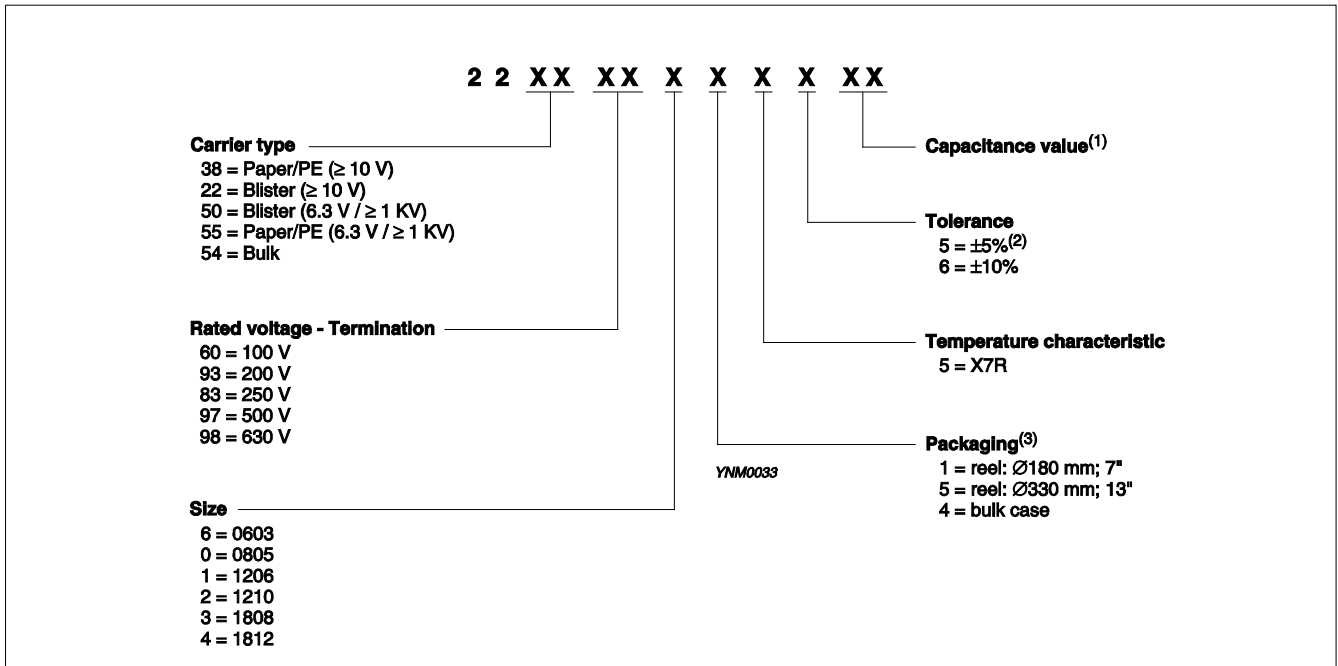 2 2 XX XX X X X X XX
Carrier type
38 = Paper/PE (≥ 10 V)
22 = Blister (≥ 10 V)
50 = Blister (6.3 V / ≥ 1 KV)
55 = Paper/PE (6.3 V / ≥ 1 KV)
54 = Bulk
Rated voltage - Termination
60 = 100 V
93 = 200 V
83 = 250 V
97 = 500 V
98 = 630 V
Size
6 = 0603
0 = 0805
1 = 1206
2 = 1210
3 = 1808
4 = 1812
Capacitance value(1)
Tolerance
5 = ±5%(2)
6 = ±10%
Temperature characteristic
5 = X7R
Packaging(3)
1 = reel: Ø180 mm; 7"
5 = reel: Ø330 mm; 13"
4 = bulk case
YNM0033